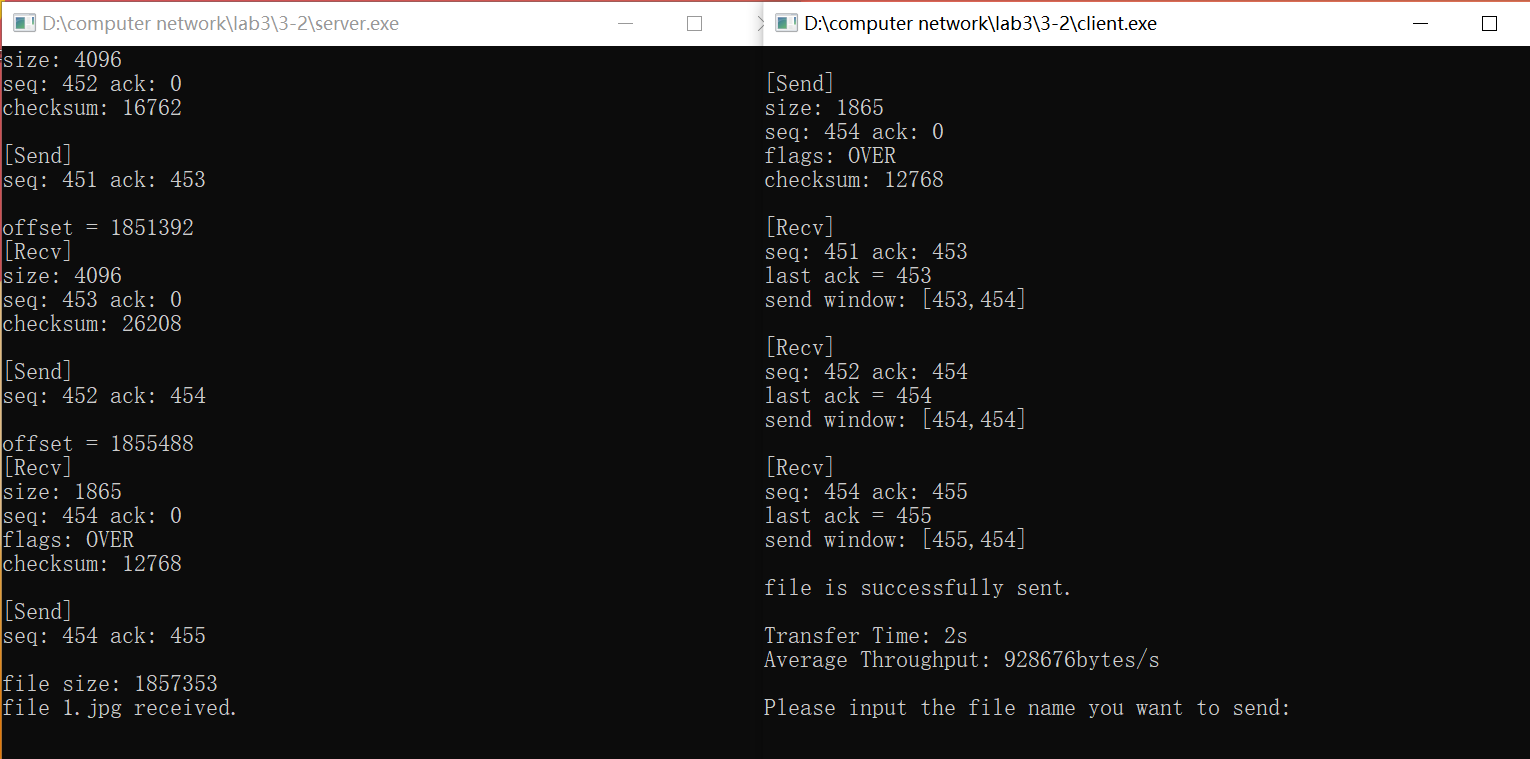 D:\computer network\lab3\3-2\server.exe
size: 4096
seq: 452 ack: 0
checksum: 16762
[Send]
seq: 451 ack: 453
offset = 1851392
[Recv]
size: 4096
seq: 453 ack: 0
checksum: 26208
[Send]
seq: 452 ack: 454
offset = 1855488
[Recv]
size: 1865
seq: 454 ack: 0
flags: OVER
checksum: 12768
[Send]
seq: 454 ack: 455
file size: 1857353
file 1.jpg received.
D:\computer network\lab3\3-2\client.exe
[Send]
size: 1865
seq: 454 ack: 0
flags: OVER
checksum: 12768
[Recv]
seq: 451 ack: 453
last ack = 453
send window: [453,454]
[Recv]
seq: 452 ack: 454
last ack = 454
send window: [454,454]
[Recv]
seq: 454 ack: 455
last ack = 455
send window: [455,454]
file is successfully sent.
Transfer Time: 2s
Average Throughput: 928676bytes/s
Please input the file name you want to send: